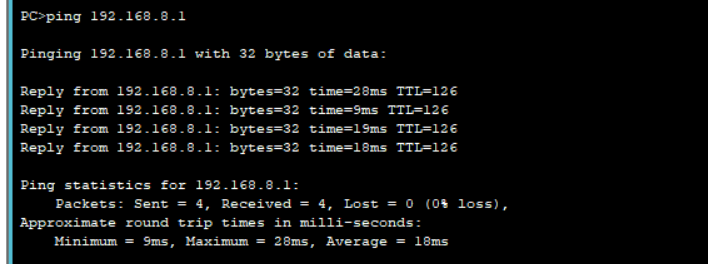 PC>ping 192.168.8.1
Pinging 192.168.8.1 with 32 bytes of data:
Reply from 192.168.8.1: bytes=32 time=28ms TTL=126
Reply from 192.168.8.1: bytes=32 time=9ms TTL=126
Reply from 192.168.8.1: bytes=32 time=19ms TTL=126
Reply from 192.168.8.1: bytes=32 time=18ms TTL=126
Ping statistics for 192.168.8.1:
Packets: Sent = 4, Received = 4, Lost = 0 (0% loss),
Approximate round trip times in milli-seconds:
Minimum = 9ms, Maximum = 28ms, Average = 18ms